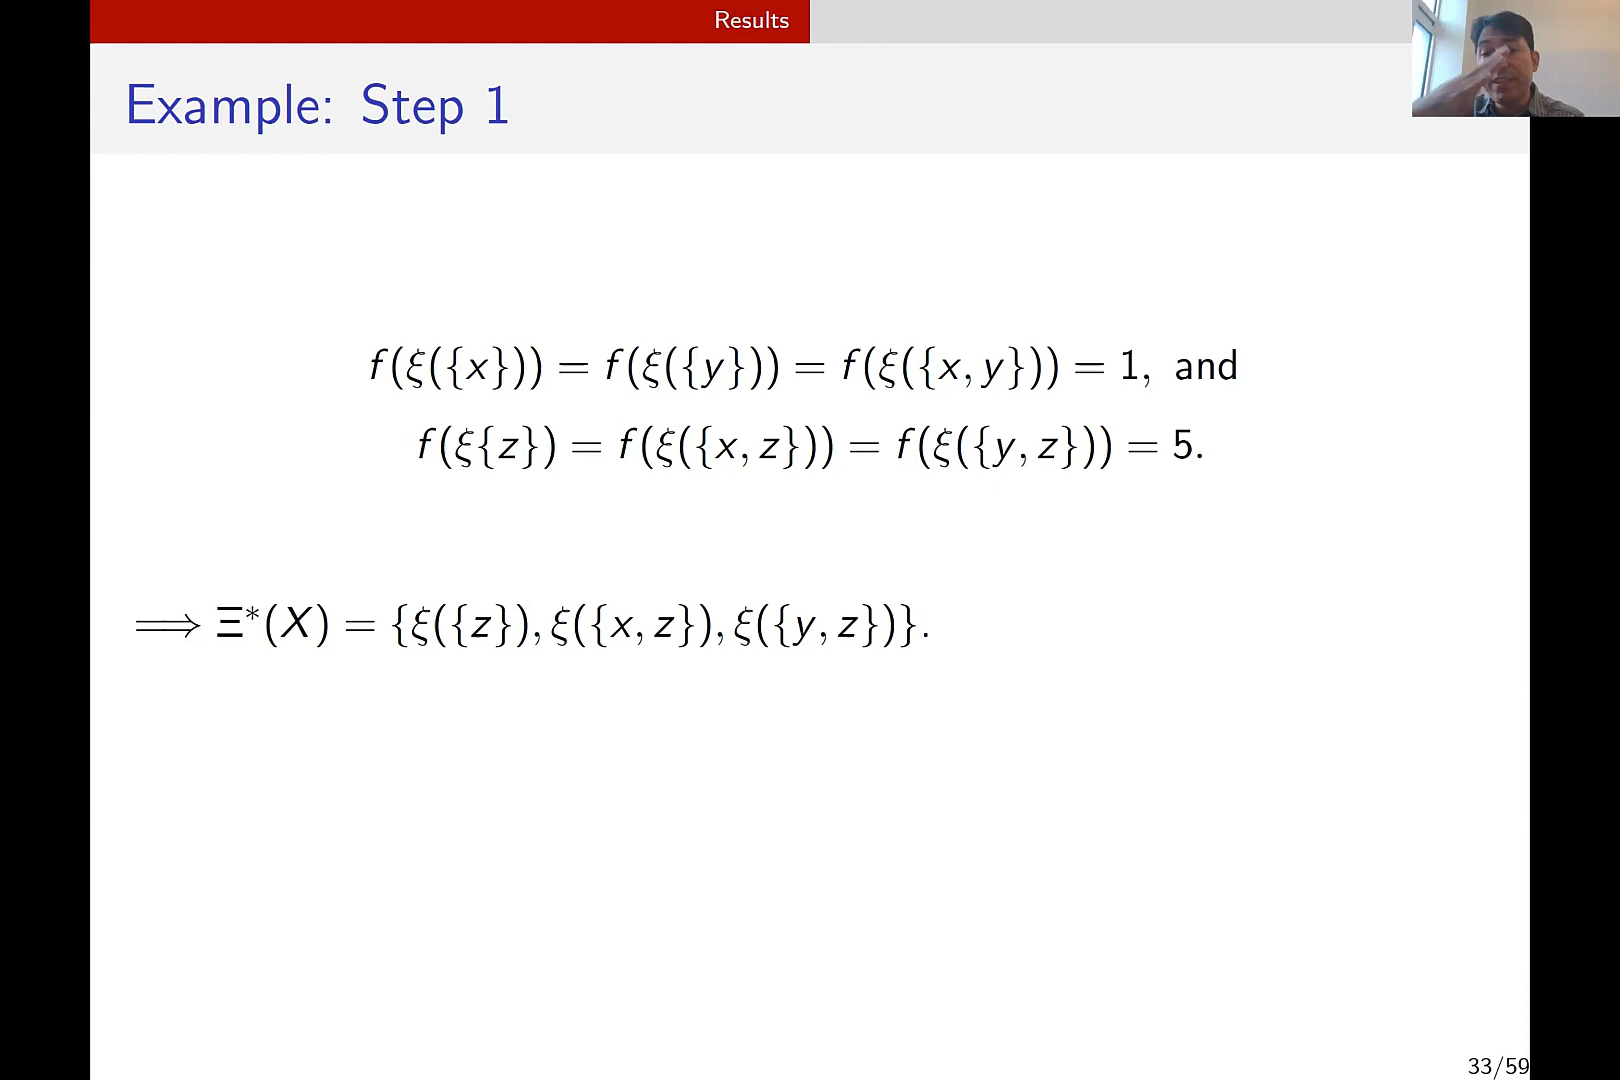 Results
Example: Step 1
f(ξ({x})) = f(ξ({y})) = f(ξ({x, y})) = 1, and
f(ξ{z}) = f(ξ({x, z})) = f(ξ({y, z})) = 5.
⟹ Ξ*(X) = {ξ({z}), ξ({x, z}), ξ({y, z})}.
33/59